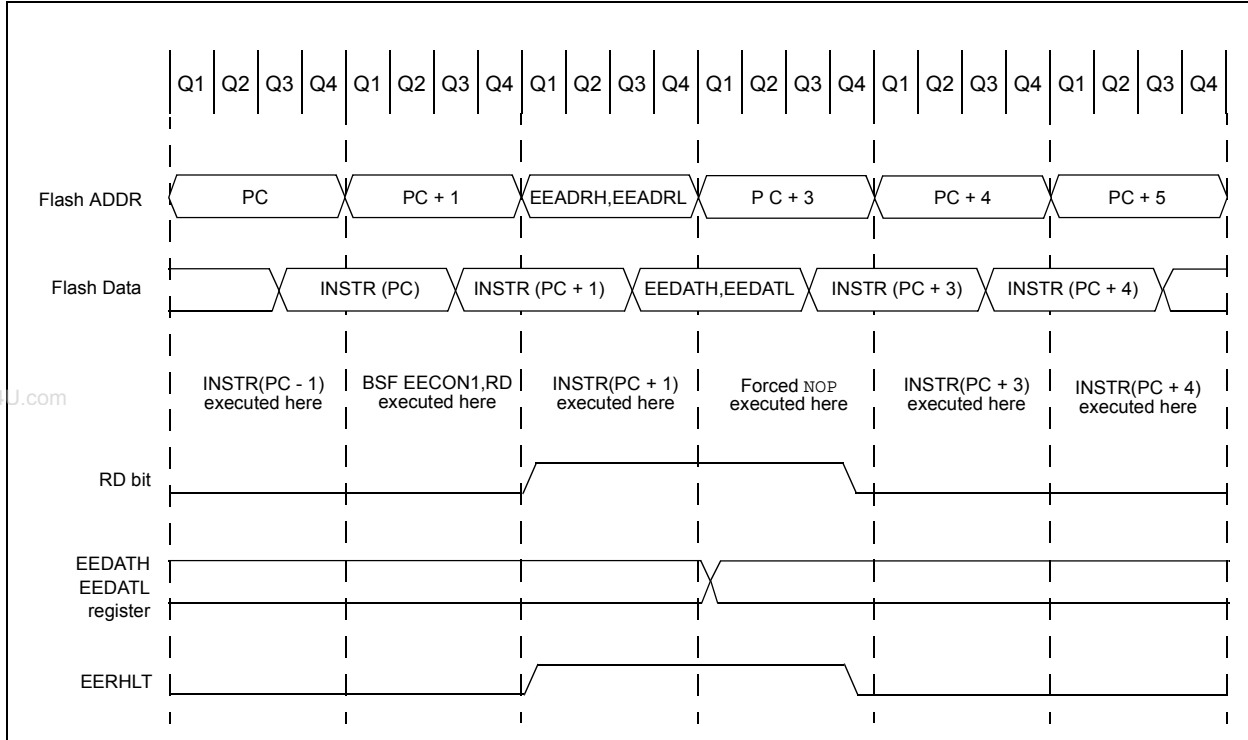 Q1 Q2 Q3 Q4 Q1 Q2 Q3 Q4 Q1 Q2 Q3 Q4 Q1 Q2 Q3 Q4 Q1 Q2 Q3 Q4 Q1 Q2 Q3 Q4
Flash ADDR PC PC + 1 EEADRH,EEADRL P C + 3 PC + 4 PC + 5
Flash Data INSTR (PC) INSTR (PC + 1) EEDATH,EEDATL INSTR (PC + 3) INSTR (PC + 4)
INSTR(PC - 1) BSF EECON1,RD INSTR(PC + 1) Forced NOP INSTR(PC + 3) INSTR(PC + 4)
executed here executed here executed here executed here executed here executed here
4U.com
RD bit
EEDATH
EEDATL
register
EERHLT